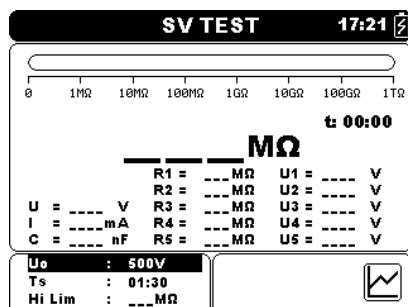 SV TEST 17:21
0 1MΩ 10MΩ 100MΩ 1GΩ 10GΩ 100GΩ 1TΩ
t: 00:00
___MΩ
R1 = ___MΩ U1 = ____ V
R2 = ___MΩ U2 = ____ V
U = ____ V R3 = ___MΩ U3 = ____ V
I = ____mA R4 = ___MΩ U4 = ____ V
C = ____ nF R5 = ___MΩ U5 = ____ V
Uo : 500V
Ts : 01:30
Hi Lim : ___MΩ